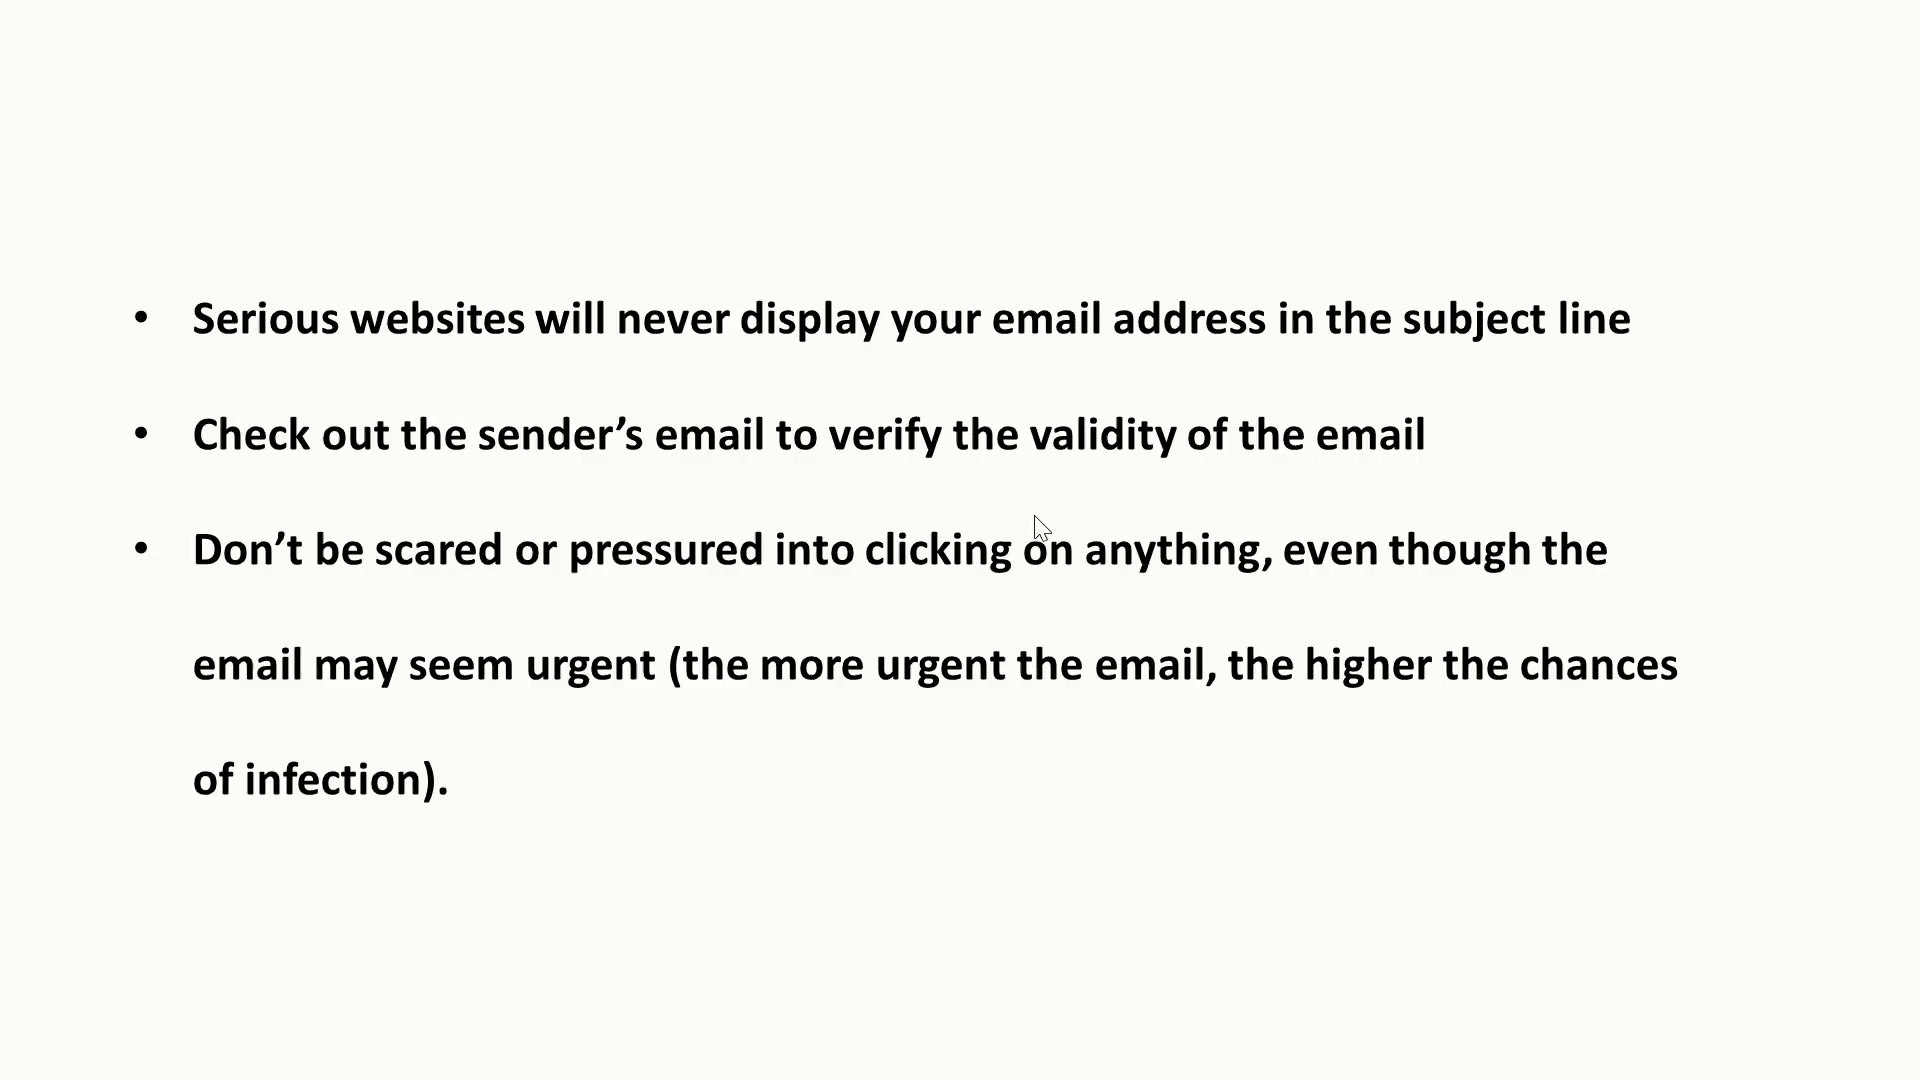 • Serious websites will never display your email address in the subject line
• Check out the sender’s email to verify the validity of the email
• Don’t be scared or pressured into clicking on anything, even though the
email may seem urgent (the more urgent the email, the higher the chances
of infection).